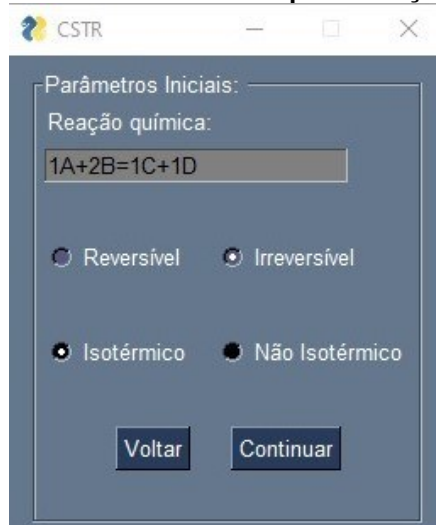 CSTR
Parâmetros Iniciais:
Reação química:
1A+2B=1C+1D
Reversível Irreversível
Isotérmico Não Isotérmico
Voltar Continuar